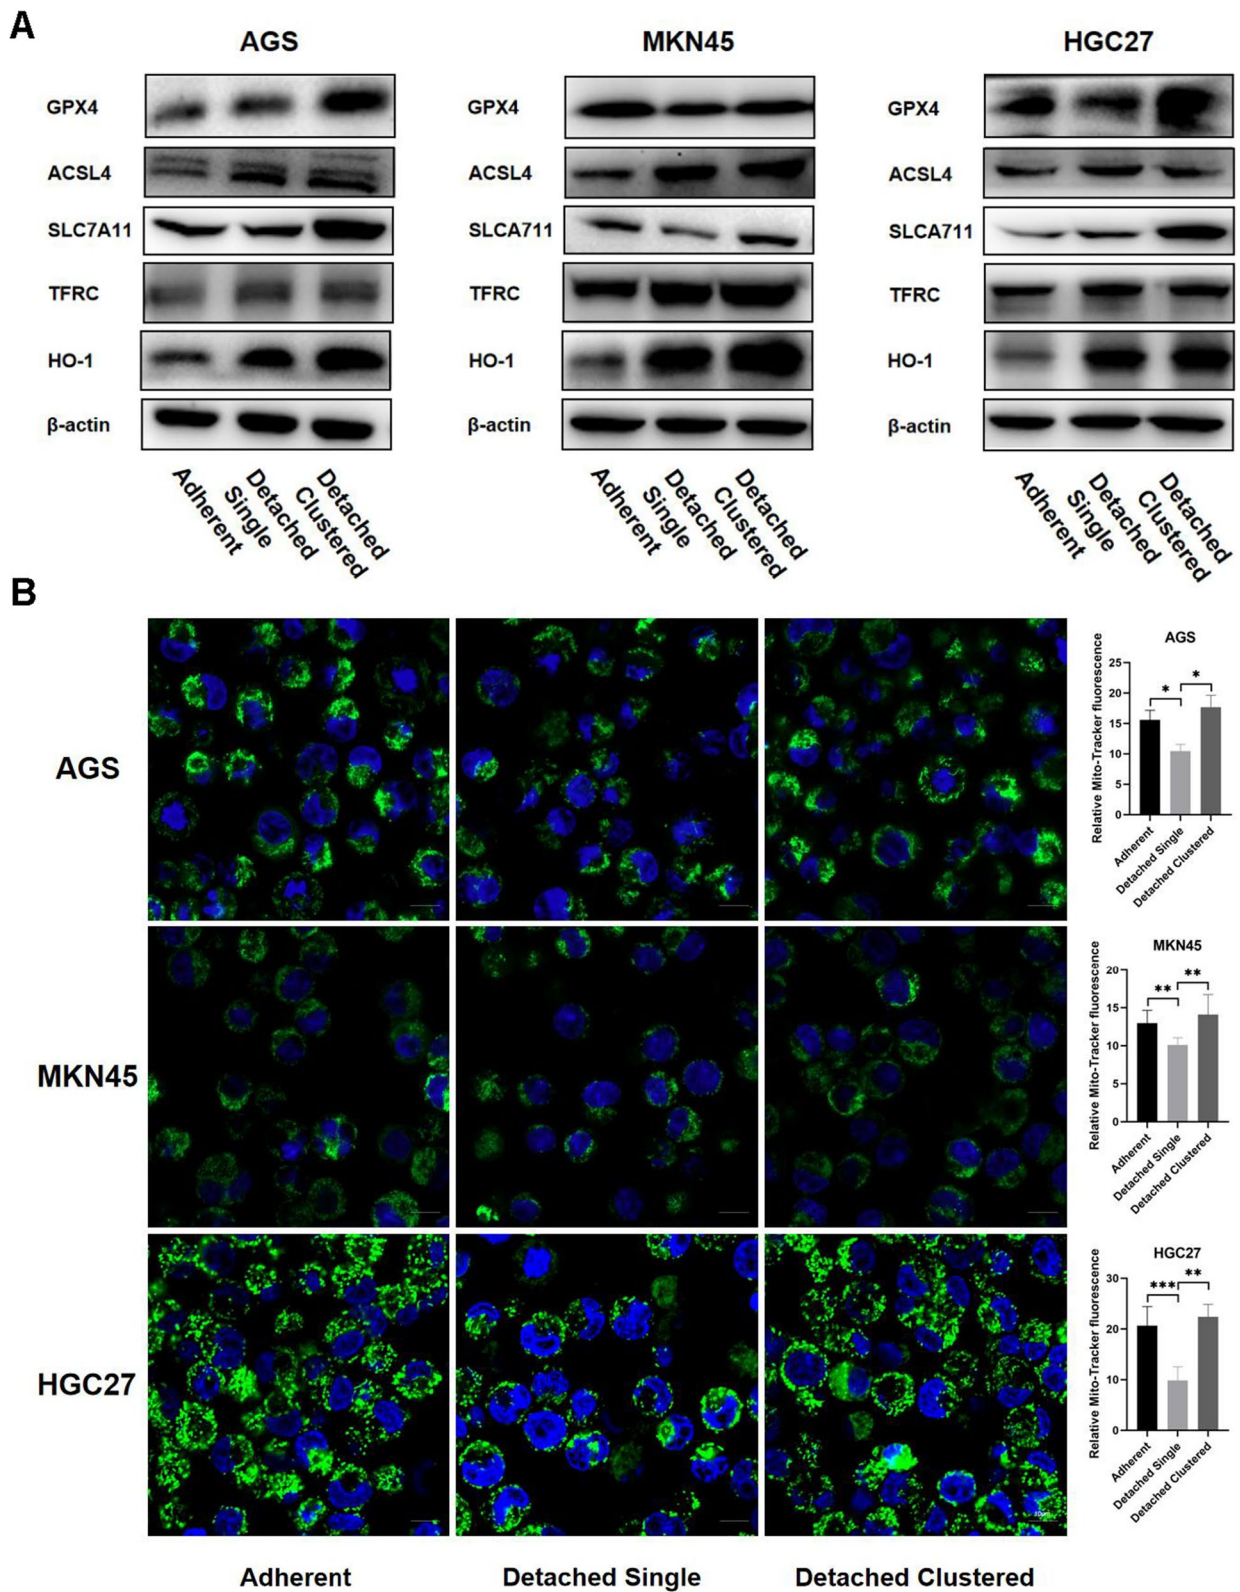 A
AGS
MKN45
HGC27
GPX4
ACSL4
SLC7A11
TFRC
HO-1
β-actin
GPX4
ACSL4
SLCA711
TFRC
HO-1
β-actin
GPX4
ACSL4
SLCA711
TFRC
HO-1
β-actin
Adherent
Single
Detached
Clustered
Detached
Adherent
Single
Detached
Clustered
Detached
Adherent
Single
Detached
Clustered
Detached
B
AGS
MKN45
HGC27
Adherent
Detached Single
Detached Clustered
AGS
Relative Mito-Tracker fluorescence
25
20
15
10
5
0
* *
Adherent
Detached Single
Detached Clustered
MKN45
Relative Mito-Tracker fluorescence
20
15
10
5
0
** **
Adherent
Detached Single
Detached Clustered
HGC27
Relative Mito-Tracker fluorescence
30
20
10
0
*** **
Adherent
Detached Single
Detached Clustered